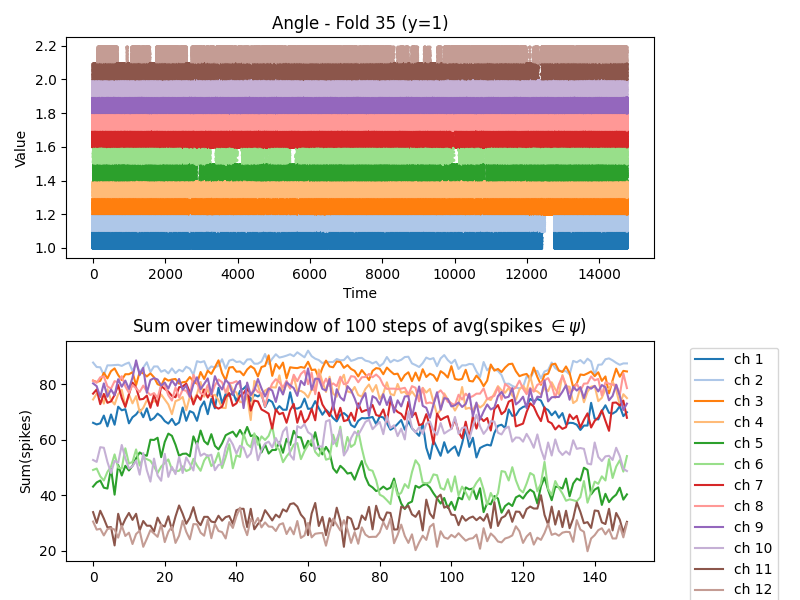 Angle - Fold 35 (y=1)
2.2
2.0
1.8
1.6
1.4
1.2
1.0
Value
0 2000 4000 6000 8000 10000 12000 14000
Time
Sum over timewindow of 100 steps of avg(spikes ∈ψ)
80
60
40
20
Sum(spikes)
0 20 40 60 80 100 120 140
ch 1
ch 2
ch 3
ch 4
ch 5
ch 6
ch 7
ch 8
ch 9
ch 10
ch 11
ch 12